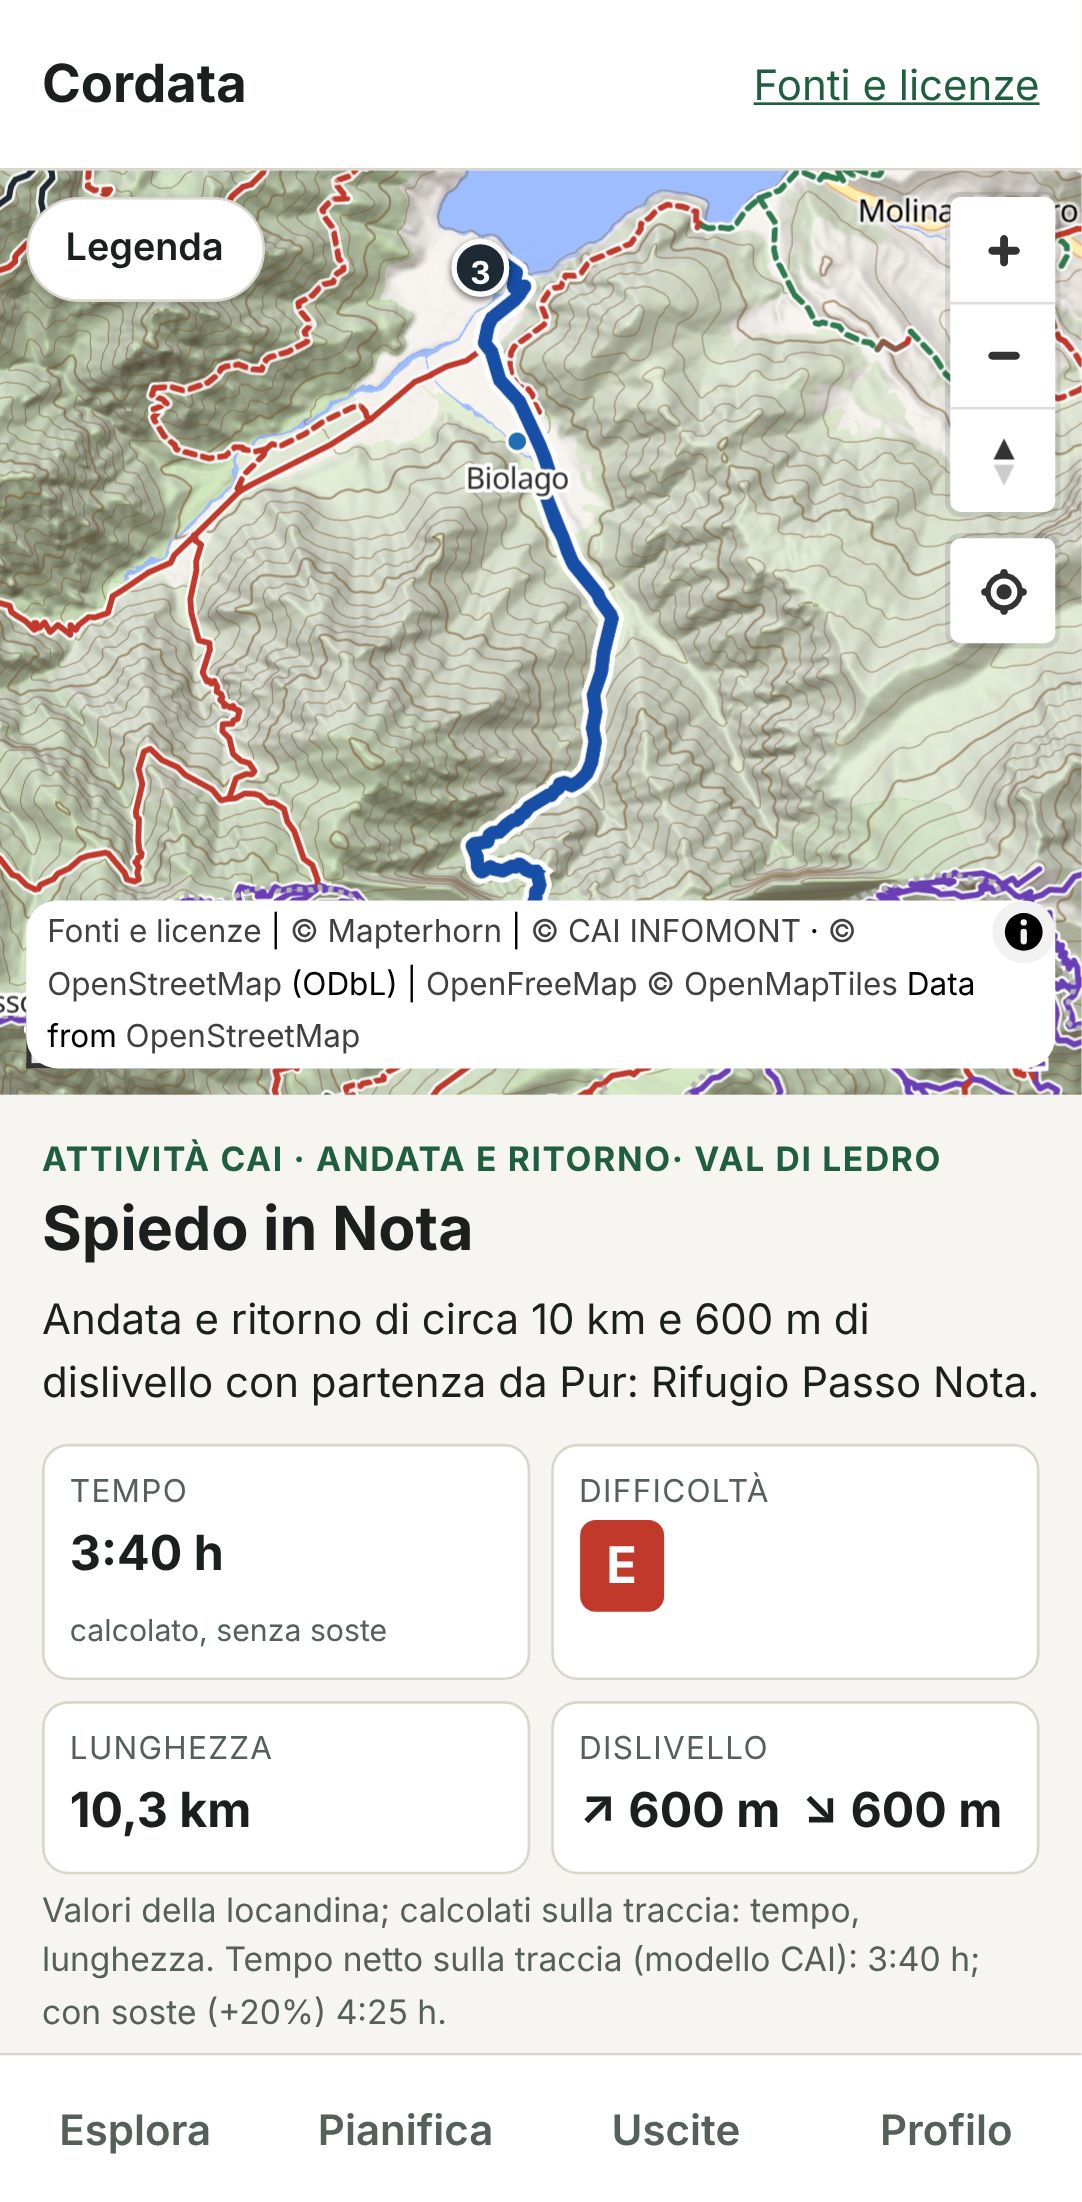 Cordata
Fonti e licenze
Legenda
Molina
ro
3
Biolago
Fonti e licenze | © Mapterhorn | © CAI INFOMONT · ©
OpenStreetMap (ODbL) | OpenFreeMap © OpenMapTiles Data
from OpenStreetMap
ATTIVITÀ CAI · ANDATA E RITORNO· VAL DI LEDRO
Spiedo in Nota
Andata e ritorno di circa 10 km e 600 m di
dislivello con partenza da Pur: Rifugio Passo Nota.
TEMPO
3:40 h
calcolato, senza soste
DIFFICOLTÀ
E
LUNGHEZZA
10,3 km
DISLIVELLO
↗ 600 m ↘ 600 m
Valori della locandina; calcolati sulla traccia: tempo,
lunghezza. Tempo netto sulla traccia (modello CAI): 3:40 h;
con soste (+20%) 4:25 h.
Esplora
Pianifica
Uscite
Profilo